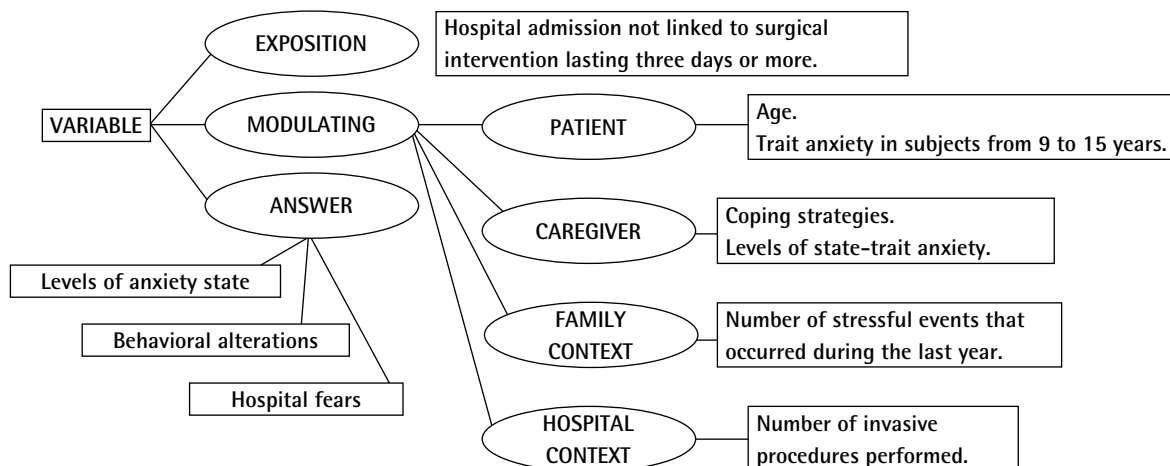 EXPOSITION
Hospital admission not linked to surgical
intervention lasting three days or more.
VARIABLE
MODULATING
PATIENT
Age.
Trait anxiety in subjects from 9 to 15 years.
ANSWER
CAREGIVER
Coping strategies.
Levels of state-trait anxiety.
Levels of anxiety state
Behavioral alterations
Hospital fears
FAMILY
CONTEXT
Number of stressful events that
occurred during the last year.
HOSPITAL
CONTEXT
Number of invasive
procedures performed.